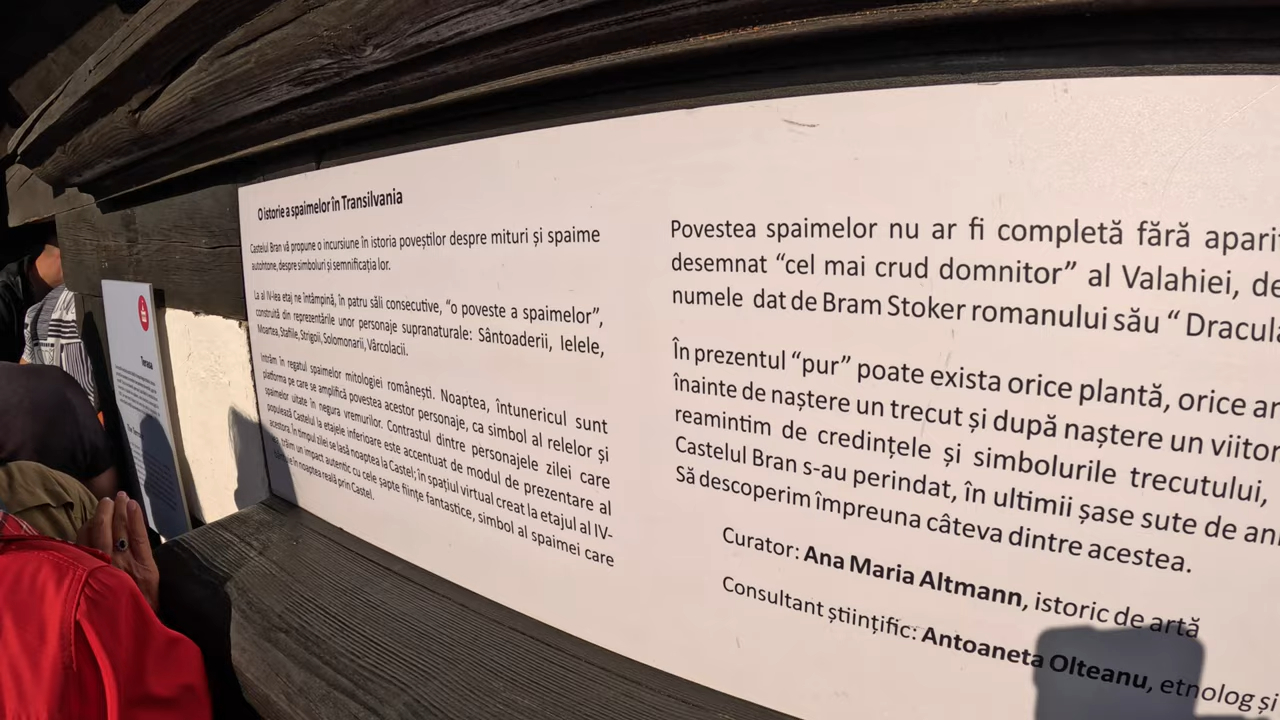 O istorie a spaimelor în Transilvania
Castelul Bran vă propune o incursiune în istoria poveștilor despre mituri și spaime
autohtone, despre simboluri și semnificația lor.
La al IV-lea etaj ne întâmpină, în patru săli consecutive, "o poveste a spaimelor”,
construită din reprezentările unor personaje supranaturale: Sântoaderii, Ielele,
Moartea, Stafiile, Strigoii, Solomonarii, Vârcolacii.
Intrăm în regatul spaimelor mitologiei românești. Noaptea, întunericul sunt
platforma pe care se amplifică povestea acestor personaje, ca simbol al relelor și
spaimelor uitate în negura vremurilor. Contrastul dintre personajele zilei care
populează Castelul la etajele inferioare este accentuat de modul de prezentare al
acestora. În timpul zilei se lasă noaptea la Castel; în spațiul virtual creat la etajul al IV-
trăim un impact autentic cu cele șapte ființe fantastice, simbol al spaimei care
în noaptea reală prin Castel.
Povestea spaimelor nu ar fi completă fără
desemnat “cel mai crud domnitor” al Valahiei,
numele dat de Bram Stoker romanului său “ Dracula
În prezentul “pur” poate exista orice plantă, orice
înainte de naștere un trecut și după naștere un viitor
reamintim de credințele și simbolurile trecutului,
Castelul Bran s-au perindat, în ultimii șase sute de
Să descoperim împreuna câteva dintre acestea.
Curator: Ana Maria Altmann, istoric de artă
Consultant științific: Antoaneta Olteanu, etnolog și
Terasa